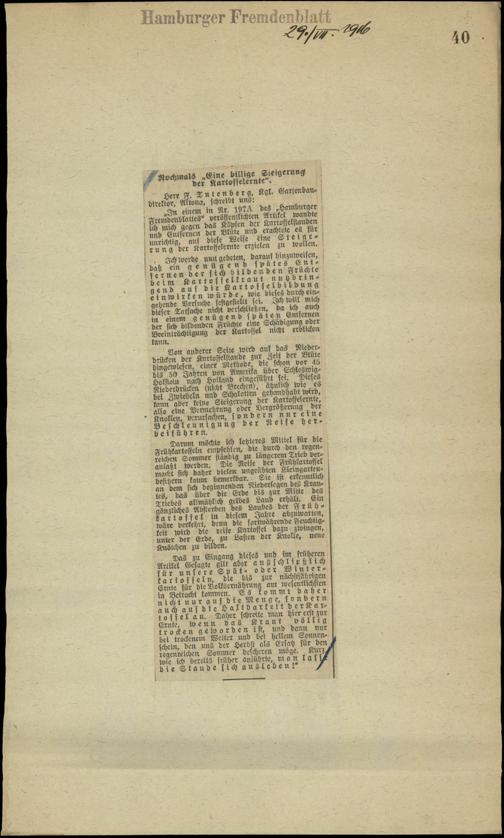 Hamburger Fremdenblatt
29./VII. 1916
40
Nochmals „Eine billige Steigerung
der Kartoffelernte“.
Herr F. Tutenberg, Kgl. Gartenbau-
direktor, Altona, schreibt uns:
„In einem in Nr. 197A des „Hamburger
Fremdenblattes“ veröffentlichten Artikel wandte
ich mich gegen das Köpfen der Kartoffelstauden
und Entfernen der Blüte und erachtete es für
unrichtig, auf diese Weise eine Steige-
rung der Kartoffelernte erzielen zu wollen.
Ich werde nun gebeten, darauf hinzuweisen,
daß ein genügend spätes Ent-
fernen der sich bildenden Früchte
beim Kartoffelkraut nutzbrin-
gend auf die Kartoffelbildung
einwirken würde, wie dieses durch ein-
gehende Versuche festgestellt sei. Ich will mich
dieser Tatsache nicht verschließen, da ich auch
in einem genügend späten Entfernen
der sich bildenden Früchte eine Schädigung oder
Beeinträchtigung der Kartoffel nicht erblicken
kann.
Von anderer Seite wird auf das Nieder-
drücken der Kartoffelstaude zur Zeit der Blüte
hingewiesen, einer Methode, die schon vor 45
bis 50 Jahren von Amerika über Schleswig-
Holstein nach Holland eingeführt sei. Dieses
Niederdrücken (nicht Brechen), ähnlich wie es
bei Zwiebeln und Schalotten gehandhabt wird,
kann aber keine Steigerung der Kartoffelernte,
also eine Vermehrung oder Vergrößerung der
Knollen, verursachen, sondern nur eine
Beschleunigung der Reife her-
beiführen.
Darum möchte ich letzteres Mittel für die
Frühkartoffeln empfehlen, die durch den regen-
reichen Sommer ständig zu längerem Trieb ver-
anlaßt werden. Die Reife der Frühkartoffel
macht sich daher diesen ungeübten Kleingarten-
besitzern kaum bemerkbar. Sie ist erkenntlich
an dem sich beginnenden Niederlegen des Krau-
tes, das über die Erde bis zur Mitte des
Triebes allmählich gelbes Laub erhält. Ein
gänzliches Absterben des Laubes der Früh-
kartoffel in diesem Jahre abzuwarten,
wäre verkehrt, denn die fortwährende Feuchtig-
keit wird die reife Kartoffel dazu zwingen,
unter der Erde, zu Lasten der Knolle, neue
Knöllchen zu bilden.
Das zu Eingang dieses und im früheren
Artikel Gesagte gilt aber ausschließlich
für unsere Spät- oder Winter-
kartoffeln, die bis zur nächstjährigen
Ernte für die Volksernährung am wesentlichsten
in Betracht kommen. Es kommt daher
nicht nur auf die Menge, sondern
auch auf die Haltbarkeit der Kar-
toffel an. Daher schreite man hier erst zur
Ernte, wenn das Kraut völlig
trocken geworden ist, und dann nur
bei trockenem Wetter und bei hellem Sonnen-
schein, den uns der Herbst als Ersatz für den
regenreichen Sommer bescheren möge. Kurz,
wie ich bereits früher anführte, man lasse
die Staude sich ausleben!“